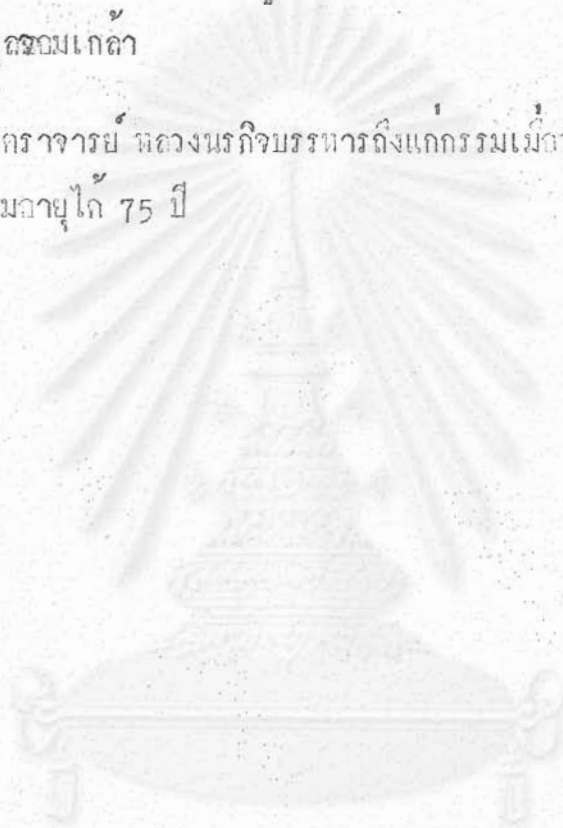 จอมเกล้า
ตราจารย์ หลวงนรกิจบรรหารถึงแก่กรรมเมื่อ
มอายุได้ 75 ปี